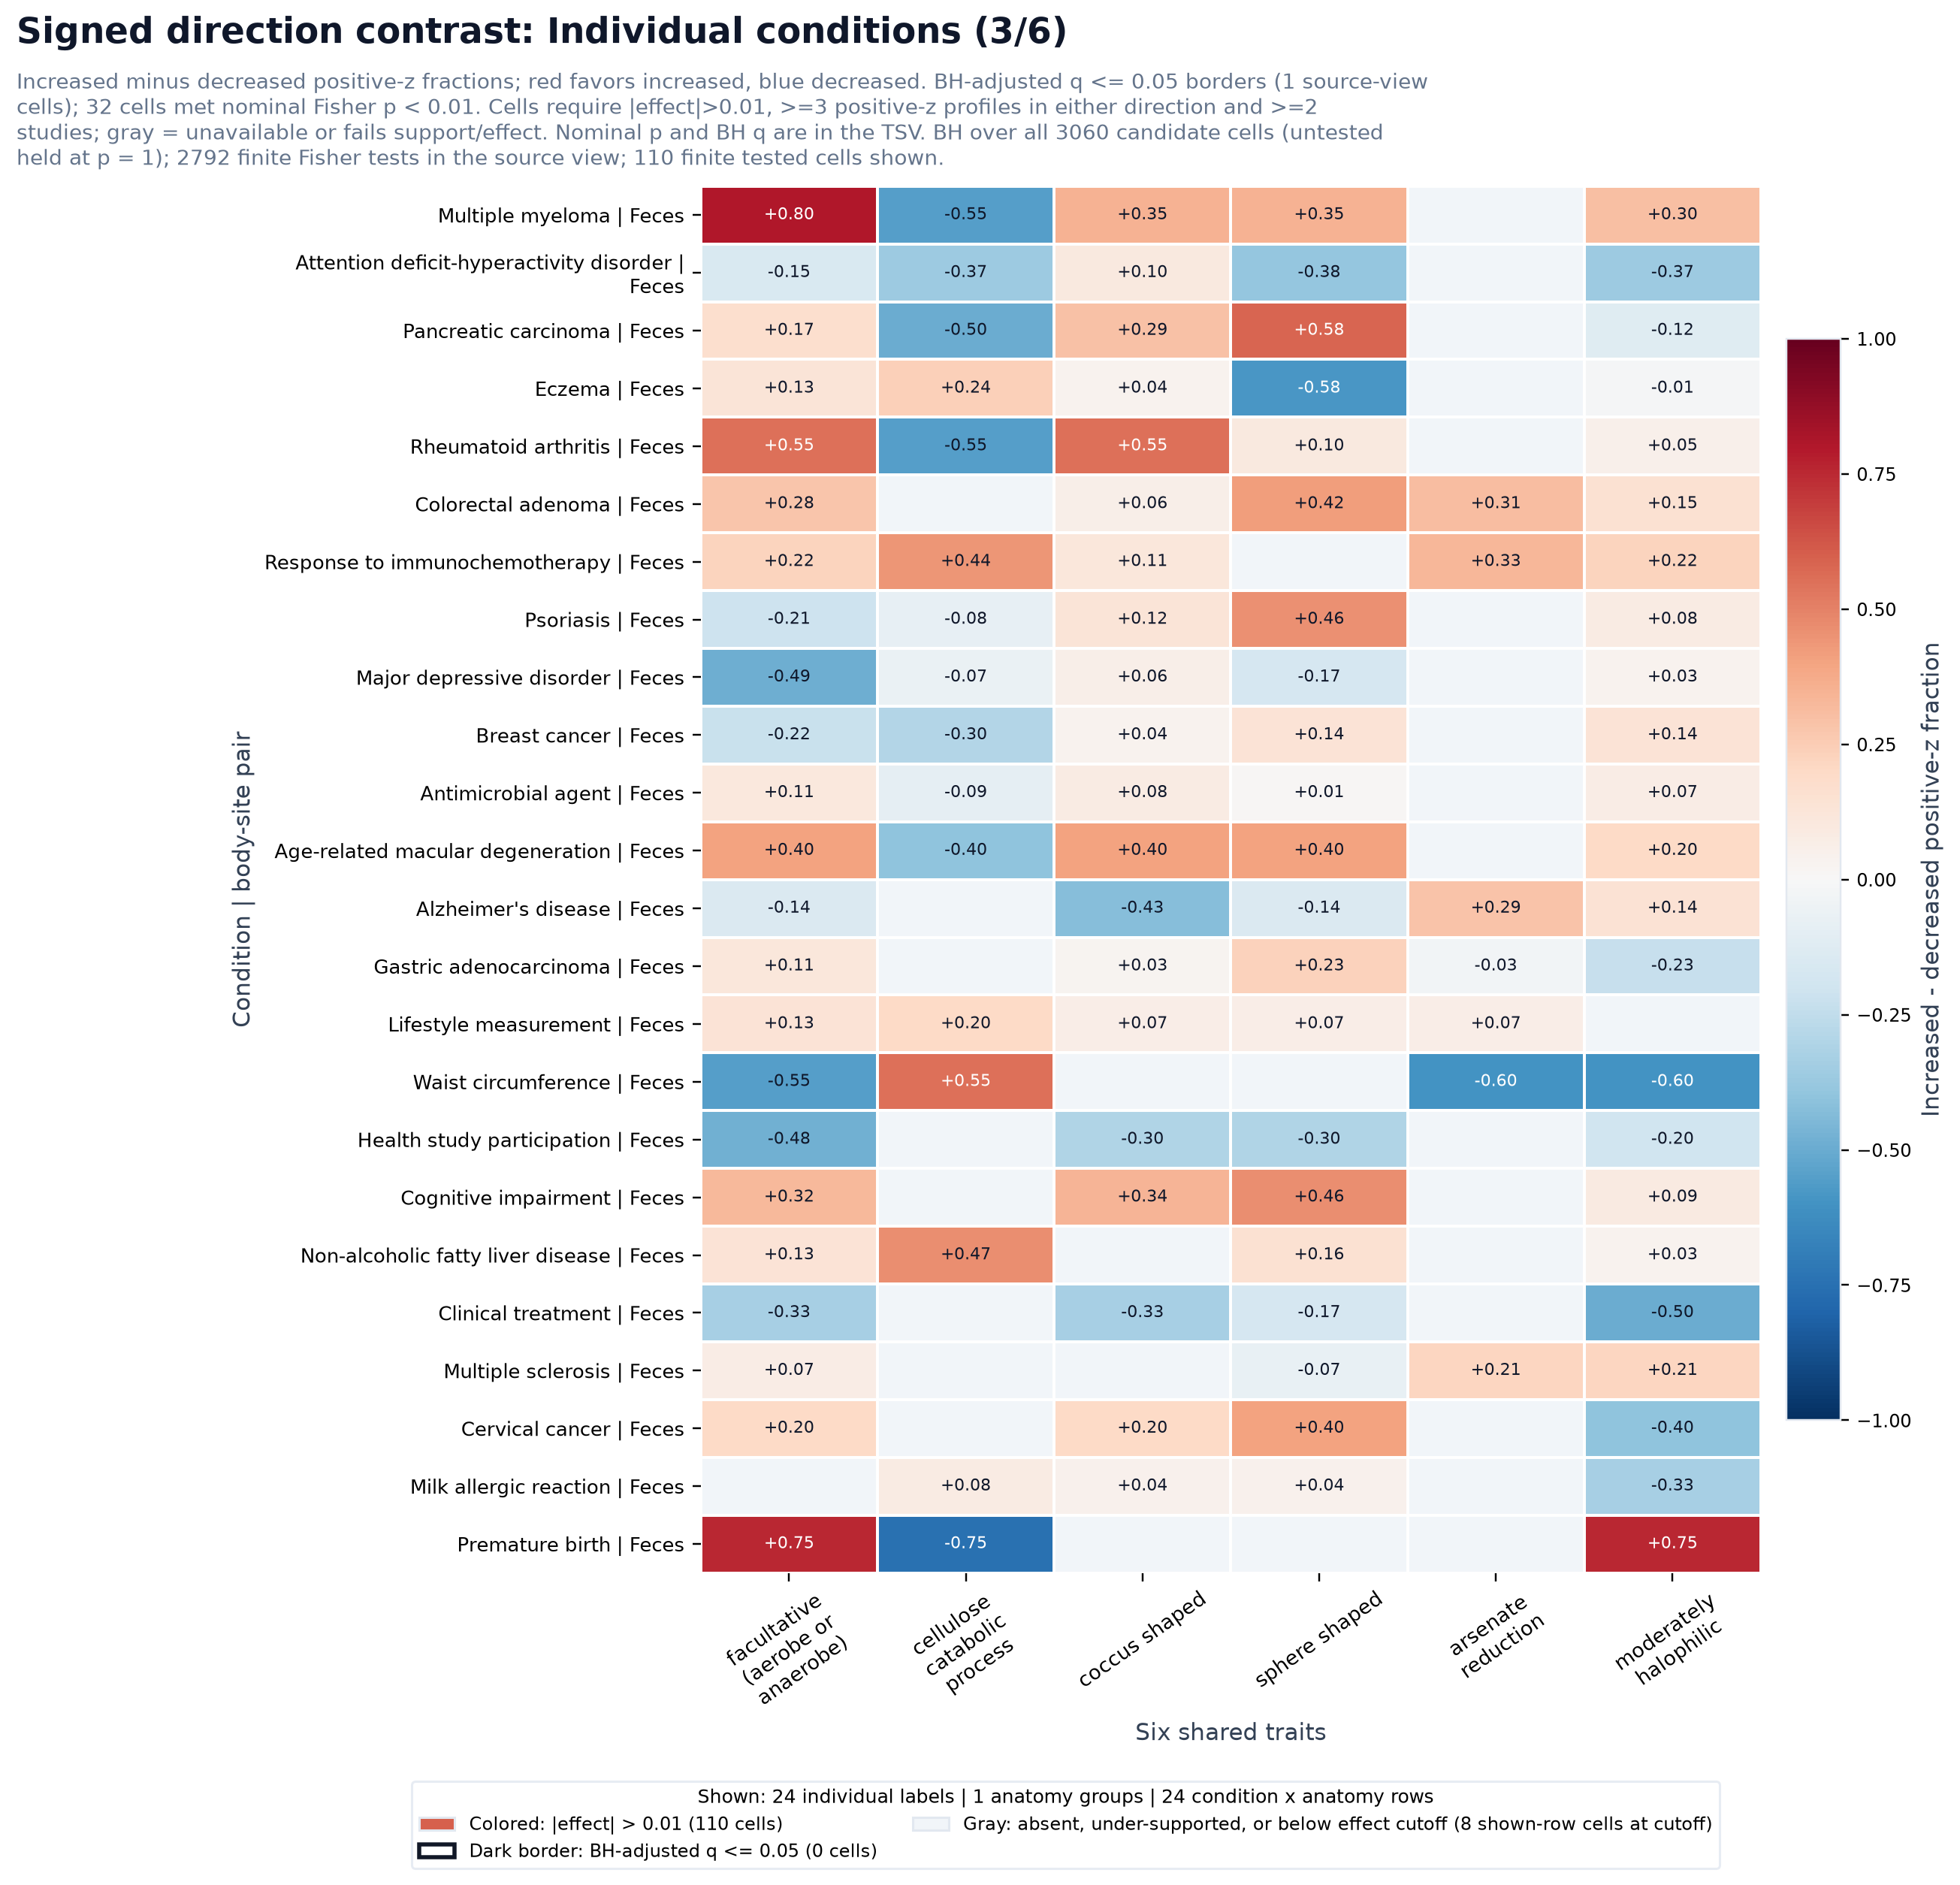 Signed direction contrast: Individual conditions (3/6)
Increased minus decreased positive-z fractions; red favors increased, blue decreased. BH-adjusted q <= 0.05 borders (1 source-view
cells); 32 cells met nominal Fisher p < 0.01. Cells require |effect|>0.01, >=3 positive-z profiles in either direction and >=2
studies; gray = unavailable or fails support/effect. Nominal p and BH q are in the TSV. BH over all 3060 candidate cells (untested
held at p = 1); 2792 finite Fisher tests in the source view; 110 finite tested cells shown.
Condition | body-site pair
Multiple myeloma | Feces +0.80 -0.55 +0.35 +0.35 +0.30
Attention deficit-hyperactivity disorder |
Feces -0.15 -0.37 +0.10 -0.38 -0.37
Pancreatic carcinoma | Feces +0.17 -0.50 +0.29 +0.58 -0.12
Eczema | Feces +0.13 +0.24 +0.04 -0.58 -0.01
Rheumatoid arthritis | Feces +0.55 -0.55 +0.55 +0.10 +0.05
Colorectal adenoma | Feces +0.28 +0.06 +0.42 +0.31 +0.15
Response to immunochemotherapy | Feces +0.22 +0.44 +0.11 +0.33 +0.22
Psoriasis | Feces -0.21 -0.08 +0.12 +0.46 +0.08
Major depressive disorder | Feces -0.49 -0.07 +0.06 -0.17 +0.03
Breast cancer | Feces -0.22 -0.30 +0.04 +0.14 +0.14
Antimicrobial agent | Feces +0.11 -0.09 +0.08 +0.01 +0.07
Age-related macular degeneration | Feces +0.40 -0.40 +0.40 +0.40 +0.20
Alzheimer's disease | Feces -0.14 -0.43 -0.14 +0.29 +0.14
Gastric adenocarcinoma | Feces +0.11 +0.03 +0.23 -0.03 -0.23
Lifestyle measurement | Feces +0.13 +0.20 +0.07 +0.07 +0.07
Waist circumference | Feces -0.55 +0.55 -0.60 -0.60
Health study participation | Feces -0.48 -0.30 -0.30 -0.20
Cognitive impairment | Feces +0.32 +0.34 +0.46 +0.09
Non-alcoholic fatty liver disease | Feces +0.13 +0.47 +0.16 +0.03
Clinical treatment | Feces -0.33 -0.33 -0.17 -0.50
Multiple sclerosis | Feces +0.07 -0.07 +0.21 +0.21
Cervical cancer | Feces +0.20 +0.20 +0.40 -0.40
Milk allergic reaction | Feces +0.08 +0.04 +0.04 -0.33
Premature birth | Feces +0.75 -0.75 +0.75
facultative
(aerobe or
anaerobe)
cellulose
catabolic
process
coccus shaped
sphere shaped
arsenate
reduction
moderately
halophilic
Six shared traits
1.00
0.75
0.50
0.25
0.00
−0.25
−0.50
−0.75
−1.00
Increased - decreased positive-z fraction
Shown: 24 individual labels | 1 anatomy groups | 24 condition x anatomy rows
Colored: |effect| > 0.01 (110 cells)
Gray: absent, under-supported, or below effect cutoff (8 shown-row cells at cutoff)
Dark border: BH-adjusted q <= 0.05 (0 cells)